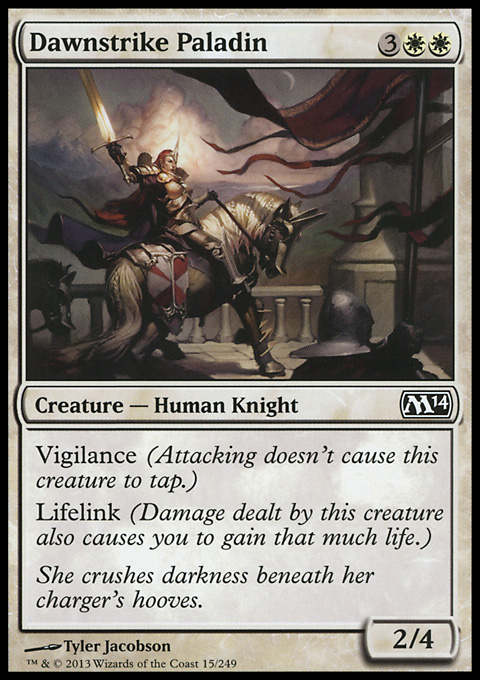 Dawnstrike Paladin 3
M14
Creature — Human Knight
Vigilance (Attacking doesn't cause this
creature to tap.)
Lifelink (Damage dealt by this creature
also causes you to gain that much life.)
She crushes darkness beneath her
charger's hooves.
Tyler Jacobson
™ & © 2013 Wizards of the Coast 15/249
2/4